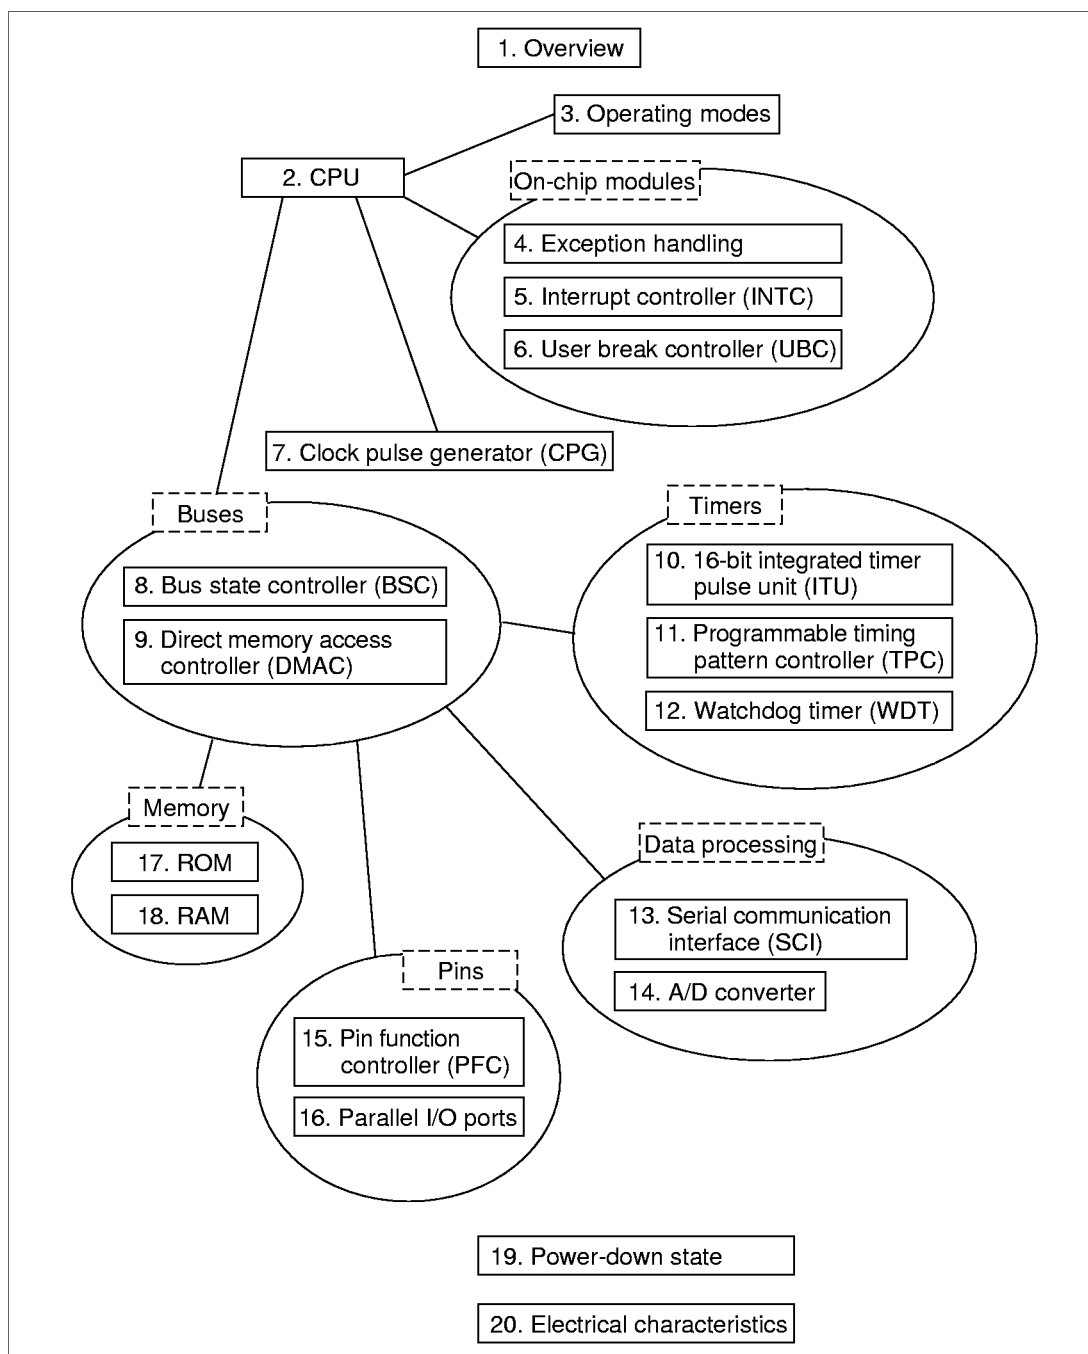 1. Overview
3. Operating modes
2. CPU
On-chip modules
4. Exception handling
5. Interrupt controller (INTC)
6. User break controller (UBC)
7. Clock pulse generator (CPG)
Buses
8. Bus state controller (BSC)
9. Direct memory access
controller (DMAC)
Timers
10. 16-bit integrated timer
pulse unit (ITU)
11. Programmable timing
pattern controller (TPC)
12. Watchdog timer (WDT)
Memory
17. ROM
18. RAM
Data processing
13. Serial communication
interface (SCI)
14. A/D converter
Pins
15. Pin function
controller (PFC)
16. Parallel I/O ports
19. Power-down state
20. Electrical characteristics